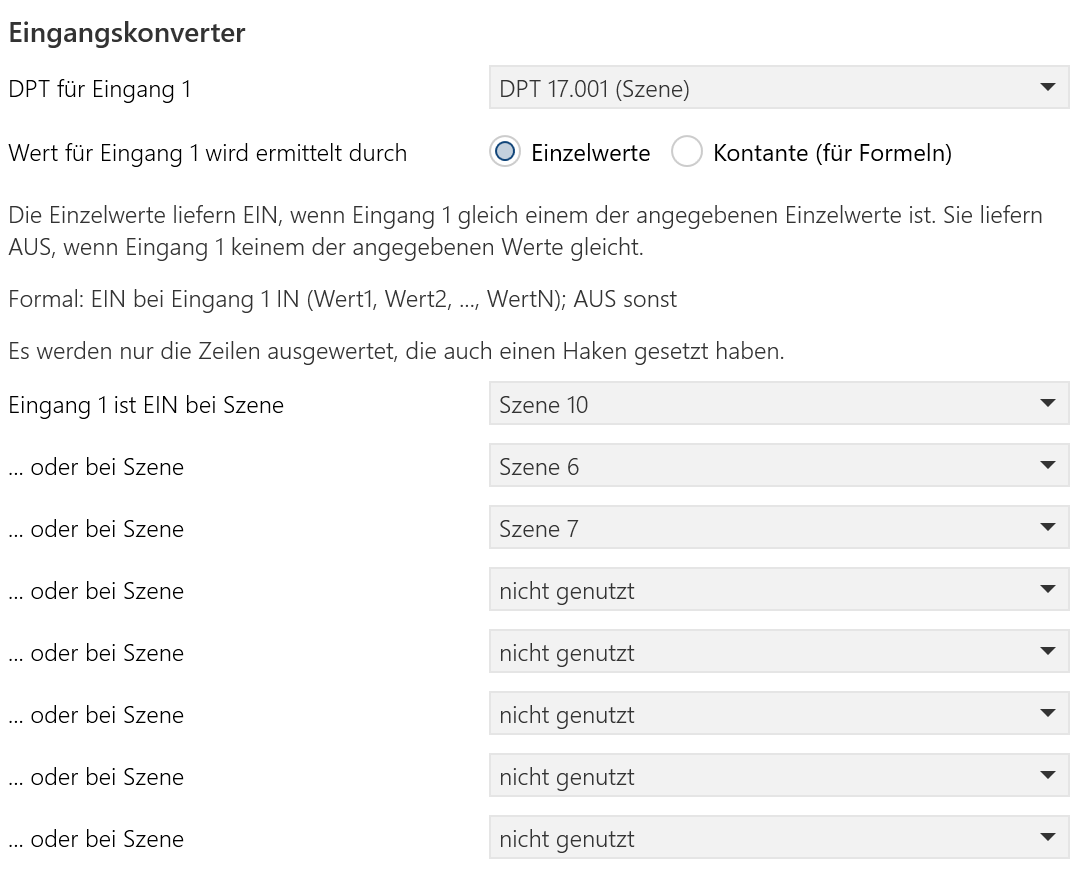 Eingangskonverter
DPT für Eingang 1
DPT 17.001 (Szene)
Wert für Eingang 1 wird ermittelt durch
Einzelwerte
Kontante (für Formeln)
Die Einzelwerte liefern EIN, wenn Eingang 1 gleich einem der angegebenen Einzelwerte ist. Sie liefern
AUS, wenn Eingang 1 keinem der angegebenen Werte gleicht.
Formal: EIN bei Eingang 1 IN (Wert1, Wert2, ..., WertN); AUS sonst
Es werden nur die Zeilen ausgewertet, die auch einen Haken gesetzt haben.
Eingang 1 ist EIN bei Szene
Szene 10
... oder bei Szene
Szene 6
... oder bei Szene
Szene 7
... oder bei Szene
nicht genutzt
... oder bei Szene
nicht genutzt
... oder bei Szene
nicht genutzt
... oder bei Szene
nicht genutzt
... oder bei Szene
nicht genutzt